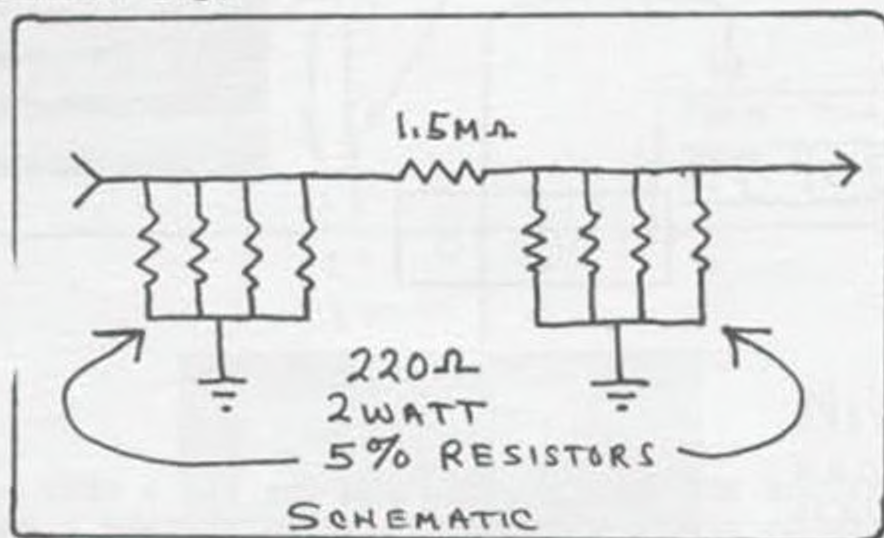 1.5MΩ
220Ω
2WATT
5% RESISTORS
SCHEMATIC